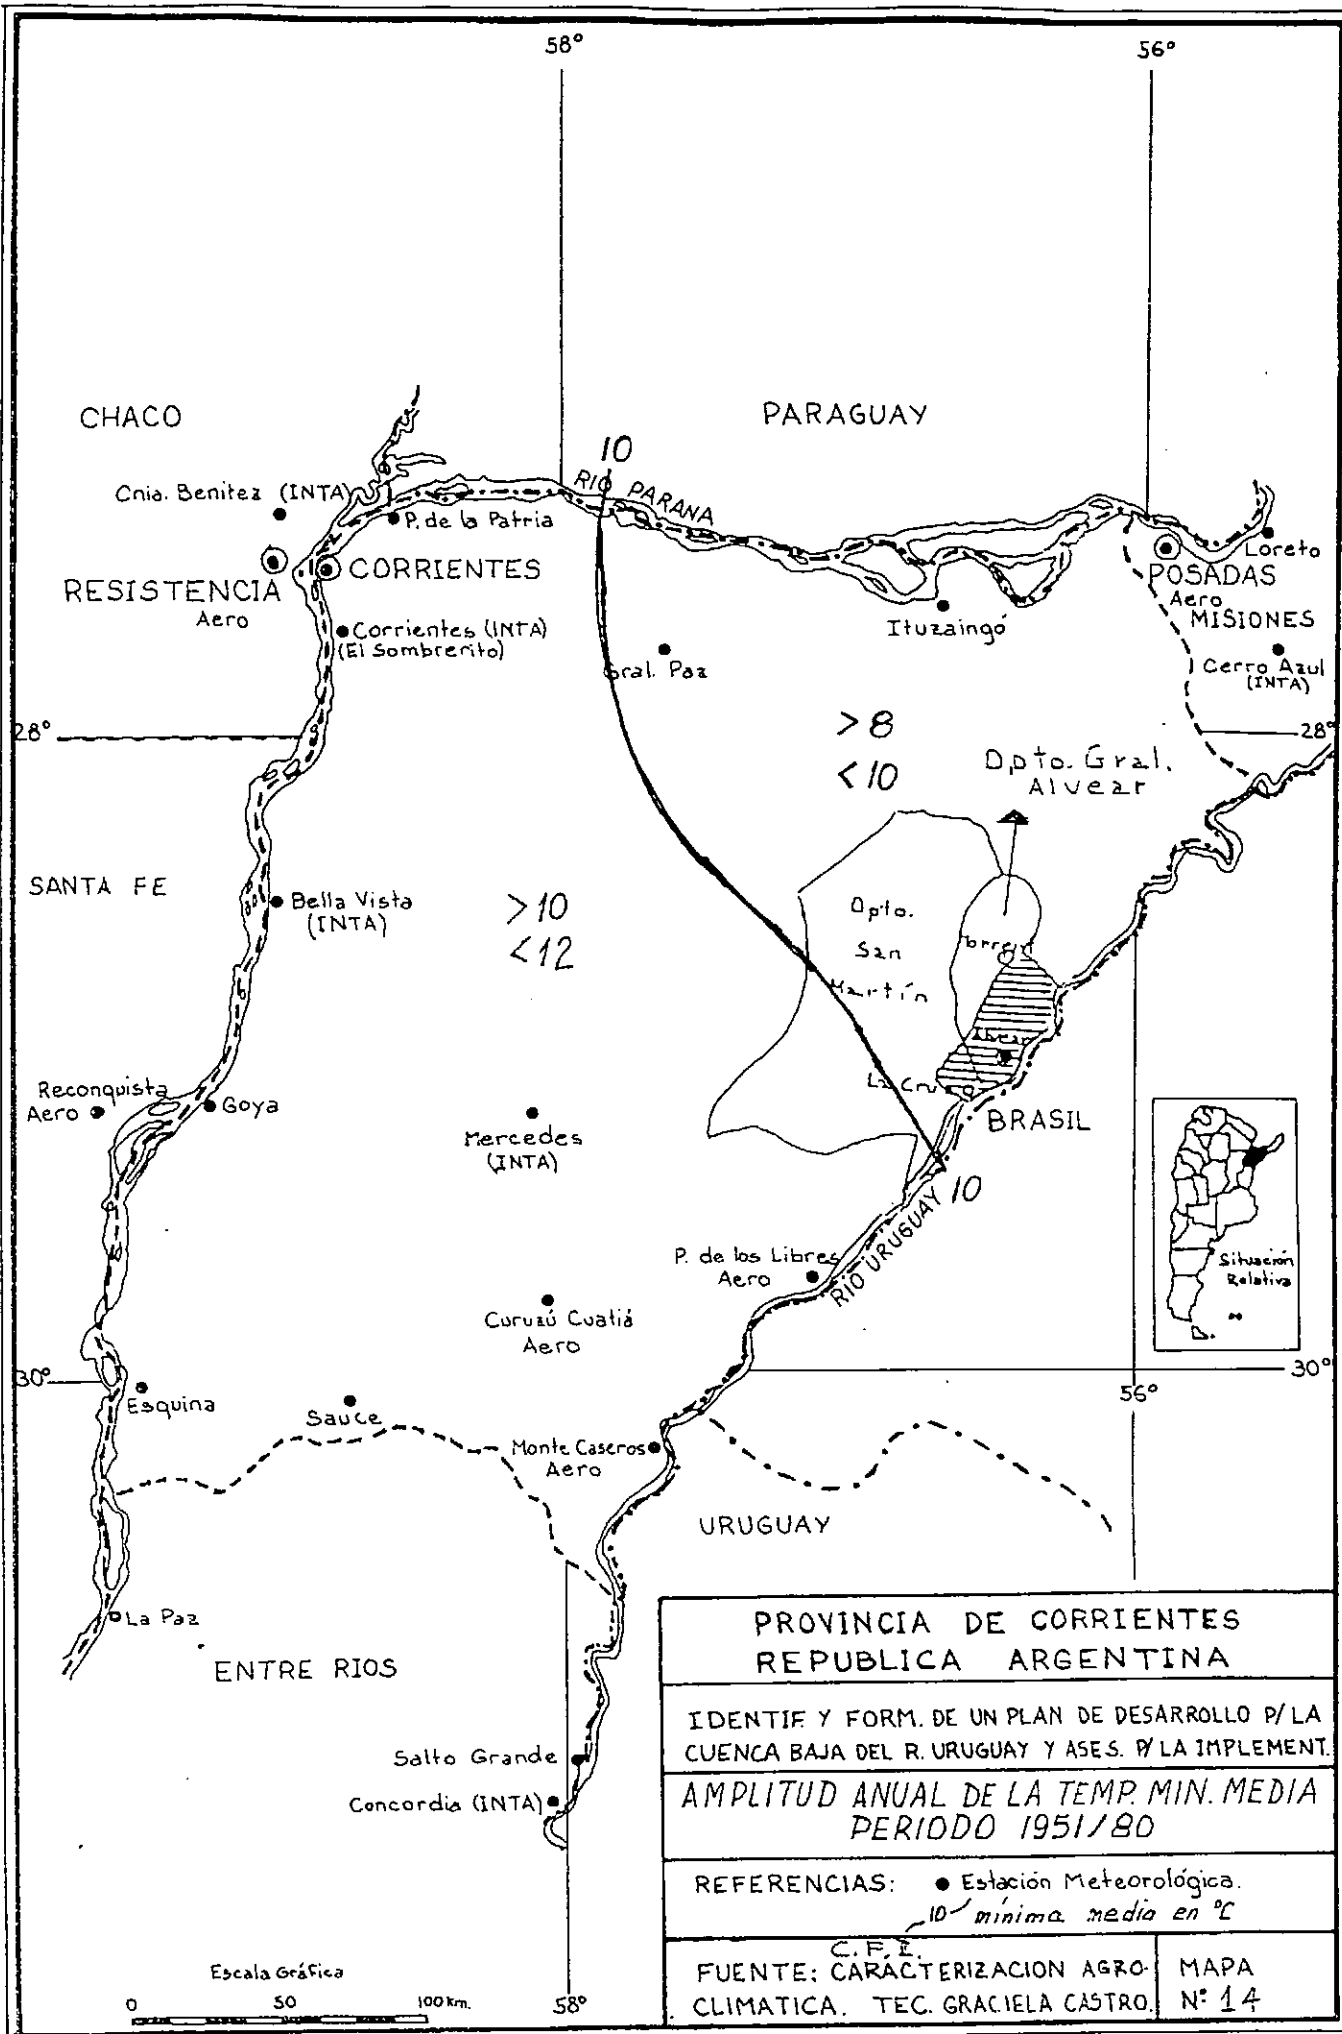 58°
56°
CHACO
PARAGUAY
10
RIO PARANA
Cnia. Benitez (INTA)
P. de la Patria
RESISTENCIA
Aero
CORRIENTES
Corrientes (INTA)
(El Sombrerito)
Loreto
POSADAS
Aero
MISIONES
Ituzaingó
Gral. Paz
Cerro Azul
(INTA)
28°
28°
>8
<10
Dpto. Gral.
Alvear
SANTA FE
Bella Vista
(INTA)
>10
<12
Dpto.
San
Martín
Torrent
Alvear
La Cruz
Reconquista
Aero
Goya
Mercedes
(INTA)
BRASIL
10
RIO URUGUAY
P. de los Libres
Aero
Situación
Relativa
Curuzú Cuatiá
Aero
30°
30°
56°
Esquina
Sauce
Monte Caseros
Aero
URUGUAY
La Paz
ENTRE RIOS
Salto Grande
Concordia (INTA)
58°
Escala Gráfica
0 50 100 km.
PROVINCIA DE CORRIENTES
REPUBLICA ARGENTINA
IDENTIF. Y FORM. DE UN PLAN DE DESARROLLO P/ LA
CUENCA BAJA DEL R. URUGUAY Y ASES. P/ LA IMPLEMENT.
AMPLITUD ANUAL DE LA TEMP. MIN. MEDIA
PERIODO 1951/80
REFERENCIAS: Estación Meteorológica.
10 mínima media en °C
C.F.I.
FUENTE: CARACTERIZACION AGRO-
CLIMATICA. TEC. GRACIELA CASTRO.
MAPA
N° 14